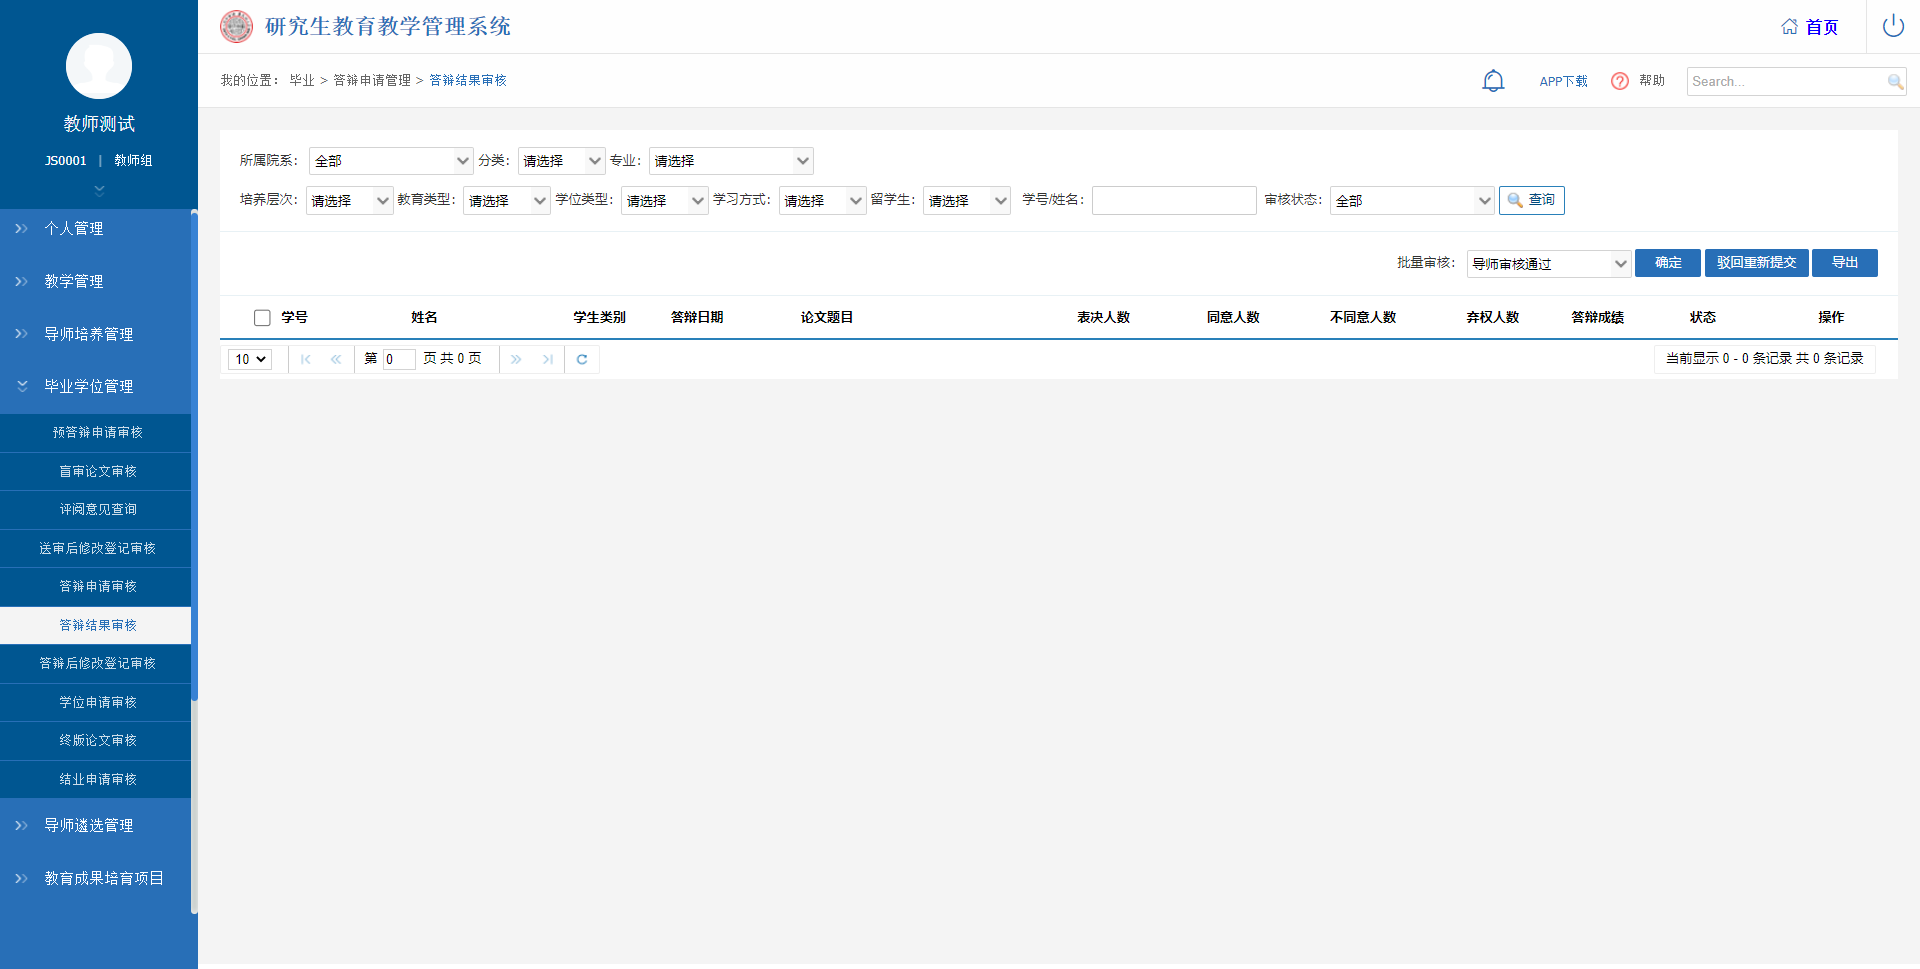 研究生教育教学管理系统
首页
教师测试
JS0001 | 教师组
我的位置： 毕业 > 答辩申请管理 > 答辩结果审核
APP下载
帮助
Search...
个人管理
教学管理
导师培养管理
毕业学位管理
预答辩申请审核
盲审论文审核
评阅意见查询
送审后修改登记审核
答辩申请审核
答辩结果审核
答辩后修改登记审核
学位申请审核
终版论文审核
结业申请审核
导师遴选管理
教育成果培育项目
所属院系： 全部 分类： 请选择 专业： 请选择
培养层次： 请选择 教育类型： 请选择 学位类型： 请选择 学习方式： 请选择 留学生： 请选择 学号/姓名： 审核状态： 全部 查询
批量审核： 导师审核通过 确定 驳回重新提交 导出
学号 姓名 学生类别 答辩日期 论文题目 表决人数 同意人数 不同意人数 弃权人数 答辩成绩 状态 操作
10 第 0 页 共 0 页 当前显示 0 - 0 条记录 共 0 条记录